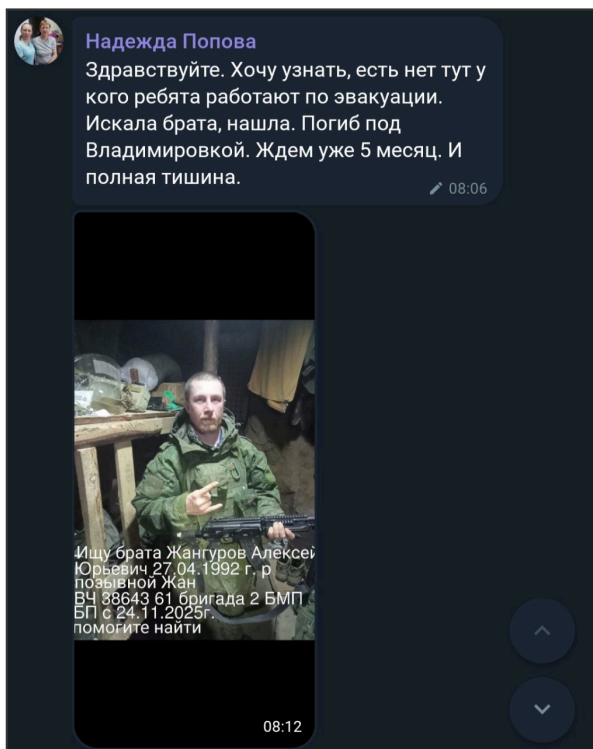 Надежда Попова
Здравствуйте. Хочу узнать, есть нет тут у
кого ребята работают по эвакуации.
Искала брата, нашла. Погиб под
Владимировкой. Ждем уже 5 месяц. И
полная тишина.
08:06
Ищу брата Жангуров Алексей
Юрьевич 27.04.1992 г. р
позывной Жан
ВЧ 38643 61 бригада 2 БМП
БП с 24.11.2025г.
помогите найти
08:12